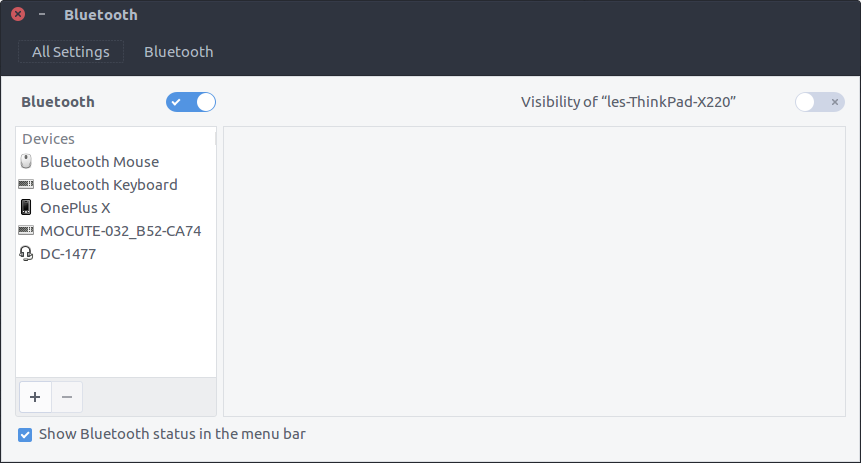 Bluetooth
All Settings
Bluetooth
Bluetooth
Visibility of “les-ThinkPad-X220”
Devices
Bluetooth Mouse
Bluetooth Keyboard
OnePlus X
MOCUTE-032_B52-CA74
DC-1477
Show Bluetooth status in the menu bar